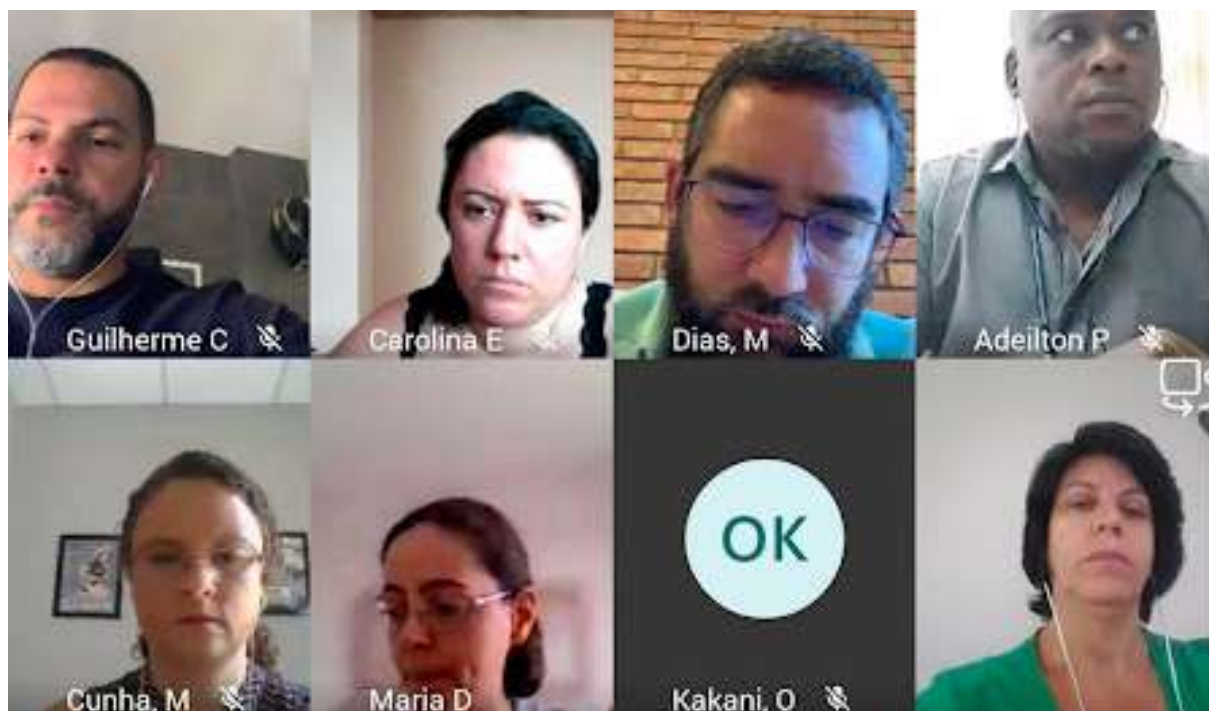 Guilherme C
Carolina E
Dias, M
Adeilton P
Cunha, M
Maria D
OK
Kakani, O